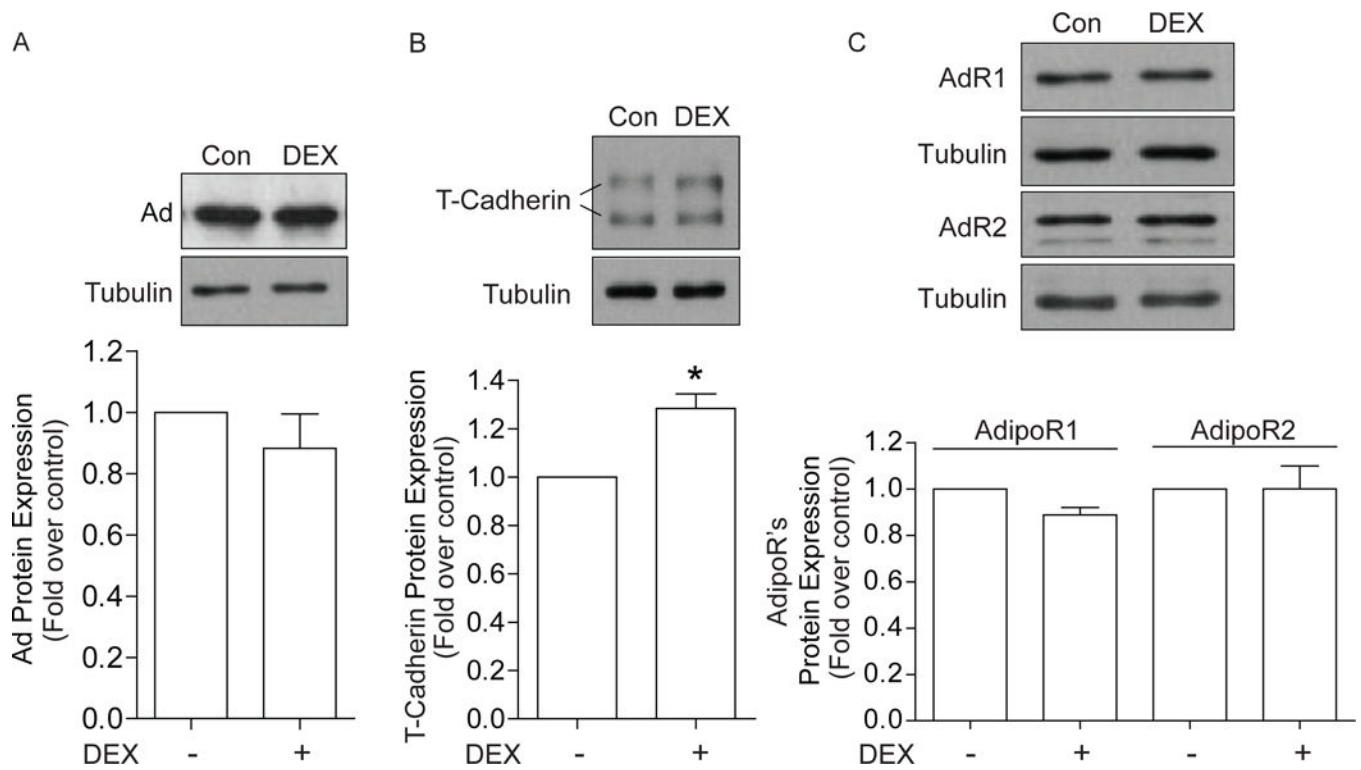 A
Con DEX
Ad
Tubulin
1.2
1.0
0.8
0.6
0.4
0.2
0.0
Ad Protein Expression
(Fold over control)
DEX - +
B
Con DEX
T-Cadherin
Tubulin
*
1.4
1.2
1.0
0.8
0.6
0.4
0.2
0.0
T-Cadherin Protein Expression
(Fold over control)
DEX - +
C
Con DEX
AdR1
Tubulin
AdR2
Tubulin
AdipoR1 AdipoR2
1.2
1.0
0.8
0.6
0.4
0.2
0.0
AdipoR's
Protein Expression
(Fold over control)
DEX - + - +